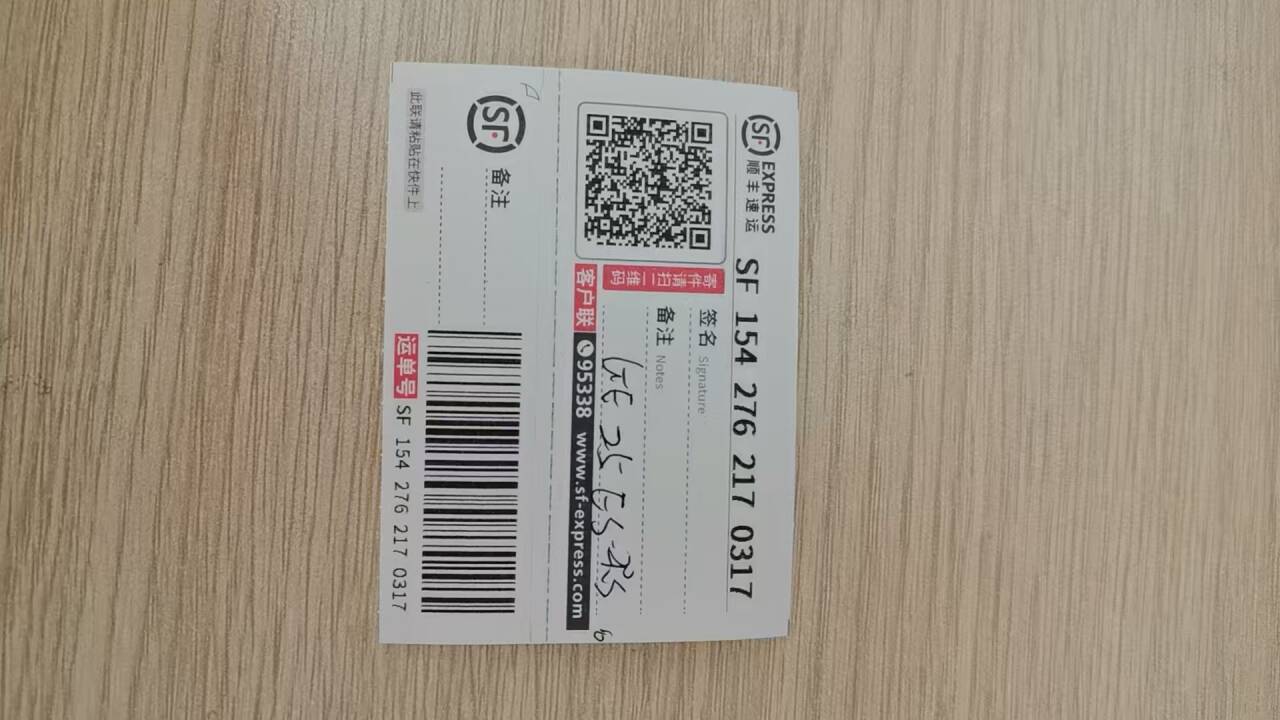 SF EXPRESS
顺丰速运
SF 154 276 217 0317
签名 Signature
备注 Notes
寄件请扫二维码
客户联
95338 www.sf-express.com
SF
备注
此联请粘贴在快件上
运单号 SF 154 276 217 0317